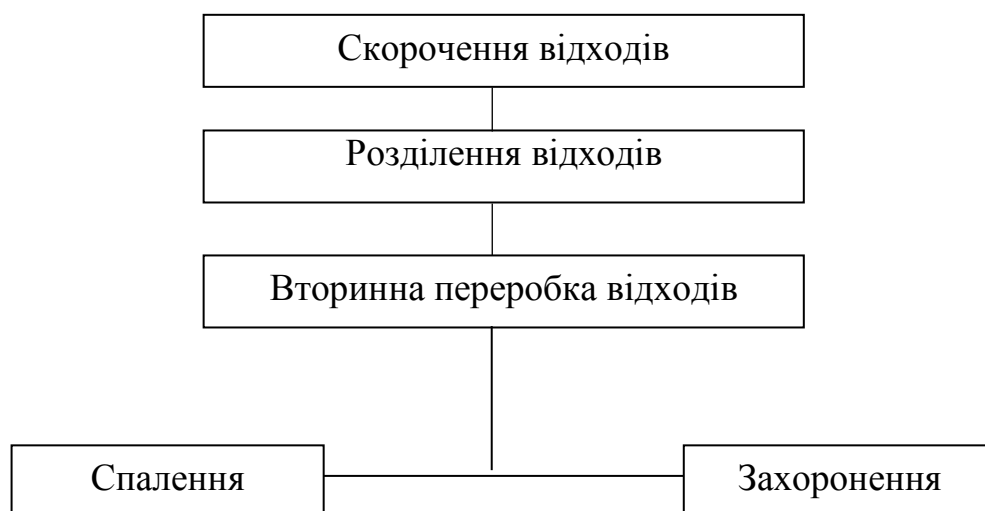 Скорочення відходів
Розділення відходів
Вторинна переробка відходів
Спалення
Захоронення